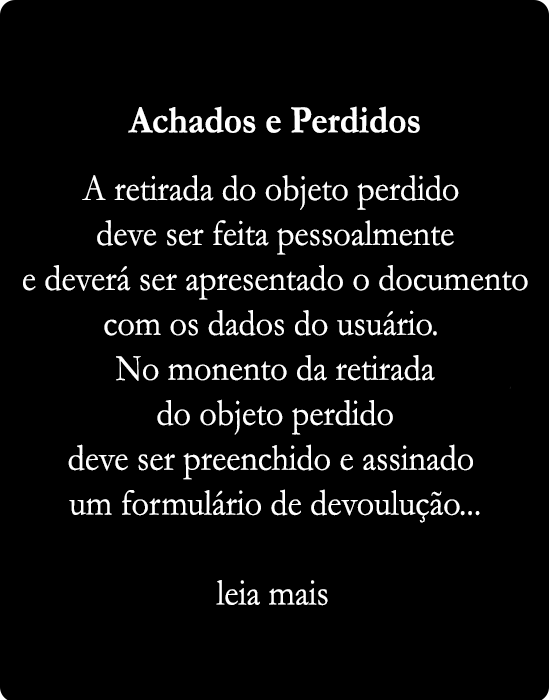 Achados e Perdidos
A retirada do objeto perdido
deve ser feita pessoalmente
e deverá ser apresentado o documento
com os dados do usuário.
No monento da retirada
do objeto perdido
deve ser preenchido e assinado
um formulário de devoulução...
leia mais